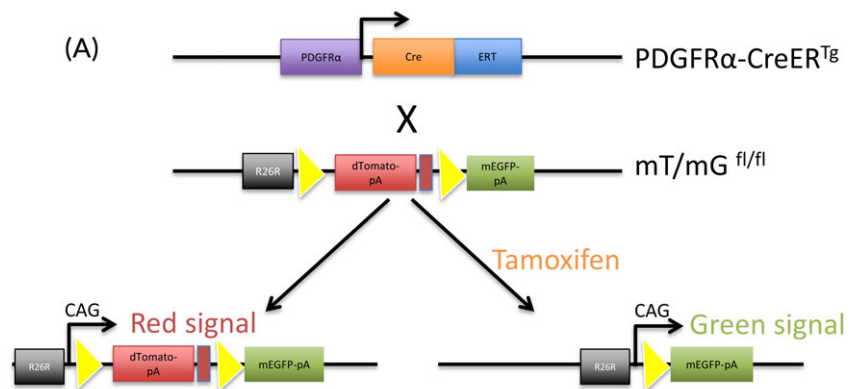 (A)
PDGFRα Cre ERT PDGFRα-CreER^Tg
X
R26R dTomato-
pA mEGFP-
pA mT/mG ^fl/fl
Tamoxifen
CAG Red signal
R26R dTomato-
pA mEGFP-pA
CAG Green signal
R26R mEGFP-pA